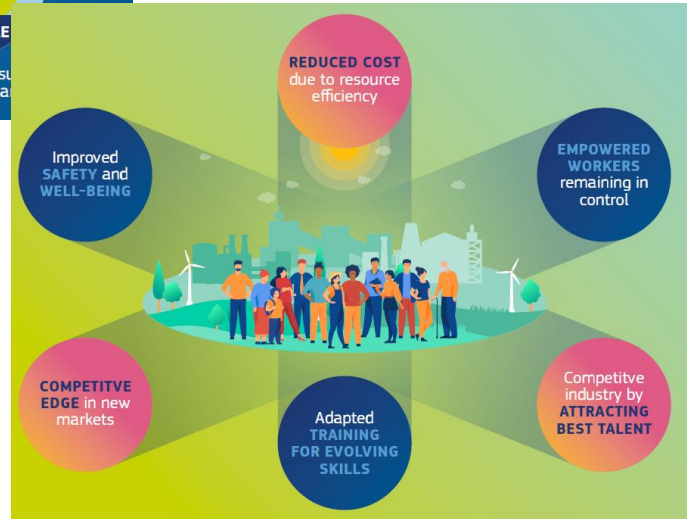 REDUCED COST
due to resource
efficiency
Improved
SAFETY and
WELL-BEING
EMPOWERED
WORKERS
remaining in
control
COMPETITVE
EDGE in new
markets
Adapted
TRAINING
FOR EVOLVING
SKILLS
Competitve
industry by
ATTRACTING
BEST TALENT